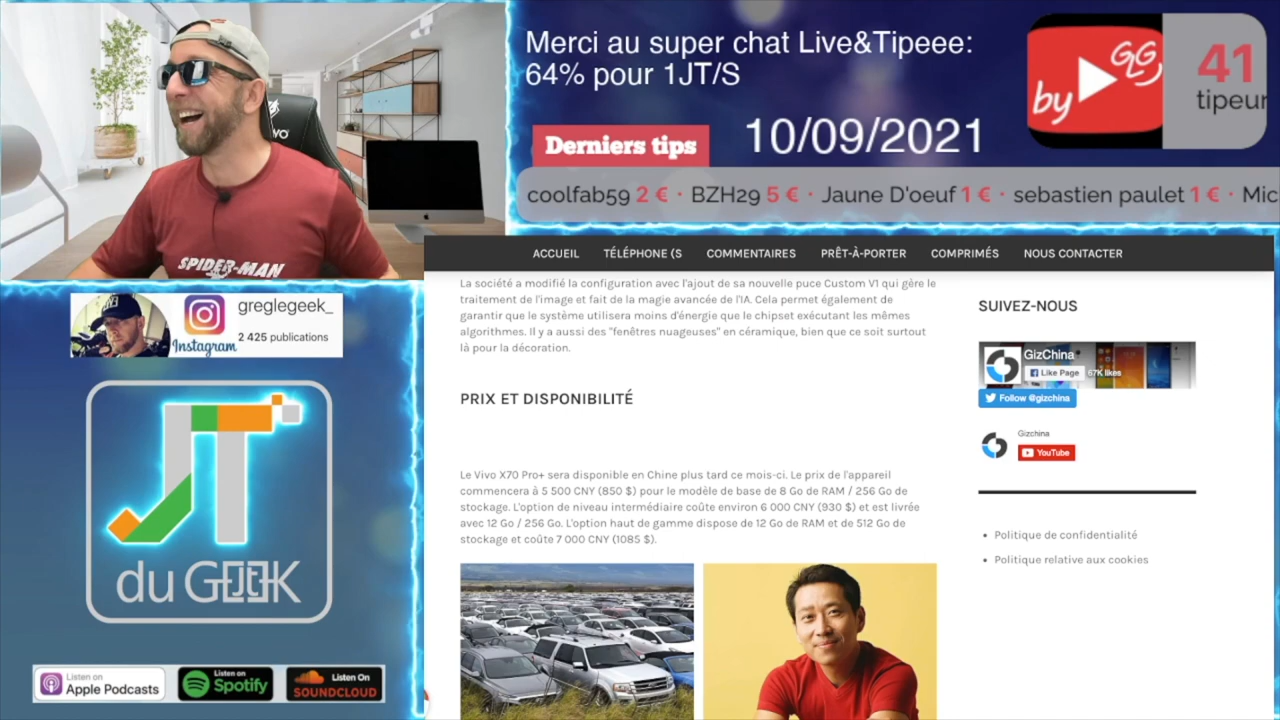 Merci au super chat Live&Tipeee:
64% pour 1JT/S
by GLG
41
tipeur
Derniers tips
10/09/2021
coolfab59 2 € · BZH29 5 € · Jaune D'oeuf 1 € · sebastien paulet 1 € · Mic
SPIDER-MAN
greglegeek_
Instagram
2 425 publications
JT
du GEEK
Listen on
Apple Podcasts
Listen on
Spotify
Listen On
SOUNDCLOUD
ACCUEIL TÉLÉPHONE (S COMMENTAIRES PRÊT-À-PORTER COMPRIMÉS NOUS CONTACTER
La société a modifié la configuration avec l'ajout de sa nouvelle puce Custom V1 qui gère le
traitement de l'image et fait de la magie avancée de l'IA. Cela permet également de
garantir que le système utilisera moins d'énergie que le chipset exécutant les mêmes
algorithmes. Il y a aussi des "fenêtres nuageuses" en céramique, bien que ce soit surtout
là pour la décoration.
PRIX ET DISPONIBILITÉ
Le Vivo X70 Pro+ sera disponible en Chine plus tard ce mois-ci. Le prix de l'appareil
commencera à 5 500 CNY (850 $) pour le modèle de base de 8 Go de RAM / 256 Go de
stockage. L'option de niveau intermédiaire coûte environ 6 000 CNY (930 $) et est livrée
avec 12 Go / 256 Go. L'option haut de gamme dispose de 12 Go de RAM et de 512 Go de
stockage et coûte 7 000 CNY (1085 $).
SUIVEZ-NOUS
GizChina
Like Page 67K likes
Follow @gizchina
Gizchina
YouTube
Politique de confidentialité
Politique relative aux cookies